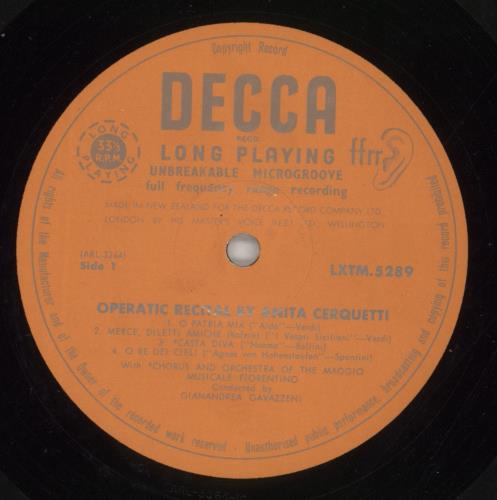 Copyright Record
DECCA
REGD.
LONG PLAYING
33⅓
R.P.M.
LONG PLAYING
ffrr
UNBREAKABLE MICROGROOVE
full frequency range recording
MADE IN NEW ZEALAND FOR THE DECCA RECORD COMPANY LTD.,
LONDON BY HIS MASTER'S VOICE (N.Z.) LTD., WELLINGTON
(ARL-3244)
Side 1
LXTM.5289
OPERATIC RECITAL BY ANITA CERQUETTI
1. O PATRIA MIA ("Aida"—Verdi)
2. MERCE, DILETTI AMICHE (Bolero) ("I Vespri Siciliani"—Verdi)
3. *CASTA DIVA ("Norma"—Bellini)
4. O RE DEI CIELI ("Agnes von Hohenstaufen"—Spontini)
With *CHORUS AND ORCHESTRA OF THE MAGGIO
MUSICALE FIORENTINO
Conducted by
GIANANDREA GAVAZZENI
All rights of the Manufacturer and of the Owner of the recorded work reserved - Unauthorised public performance, broadcasting and copying of this record prohibited